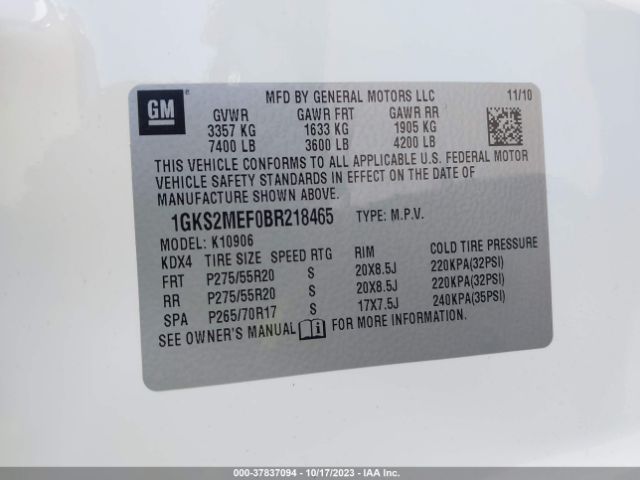 GM ®
MFD BY GENERAL MOTORS LLC 11/10
GVWR GAWR FRT GAWR RR
3357 KG 1633 KG 1905 KG
7400 LB 3600 LB 4200 LB
THIS VEHICLE CONFORMS TO ALL APPLICABLE U.S. FEDERAL MOTOR
VEHICLE SAFETY STANDARDS IN EFFECT ON THE DATE OF
MANUFACTURE SHOWN ABOVE.
1GKS2MEF0BR218465 TYPE: M.P.V.
MODEL: K10906
KDX4 TIRE SIZE SPEED RTG RIM COLD TIRE PRESSURE
FRT P275/55R20 S 20X8.5J 220KPA(32PSI)
RR P275/55R20 S 20X8.5J 220KPA(32PSI)
SPA P265/70R17 S 17X7.5J 240KPA(35PSI)
SEE OWNER'S MANUAL FOR MORE INFORMATION.
000-37837094 - 10/17/2023 - IAAI.com